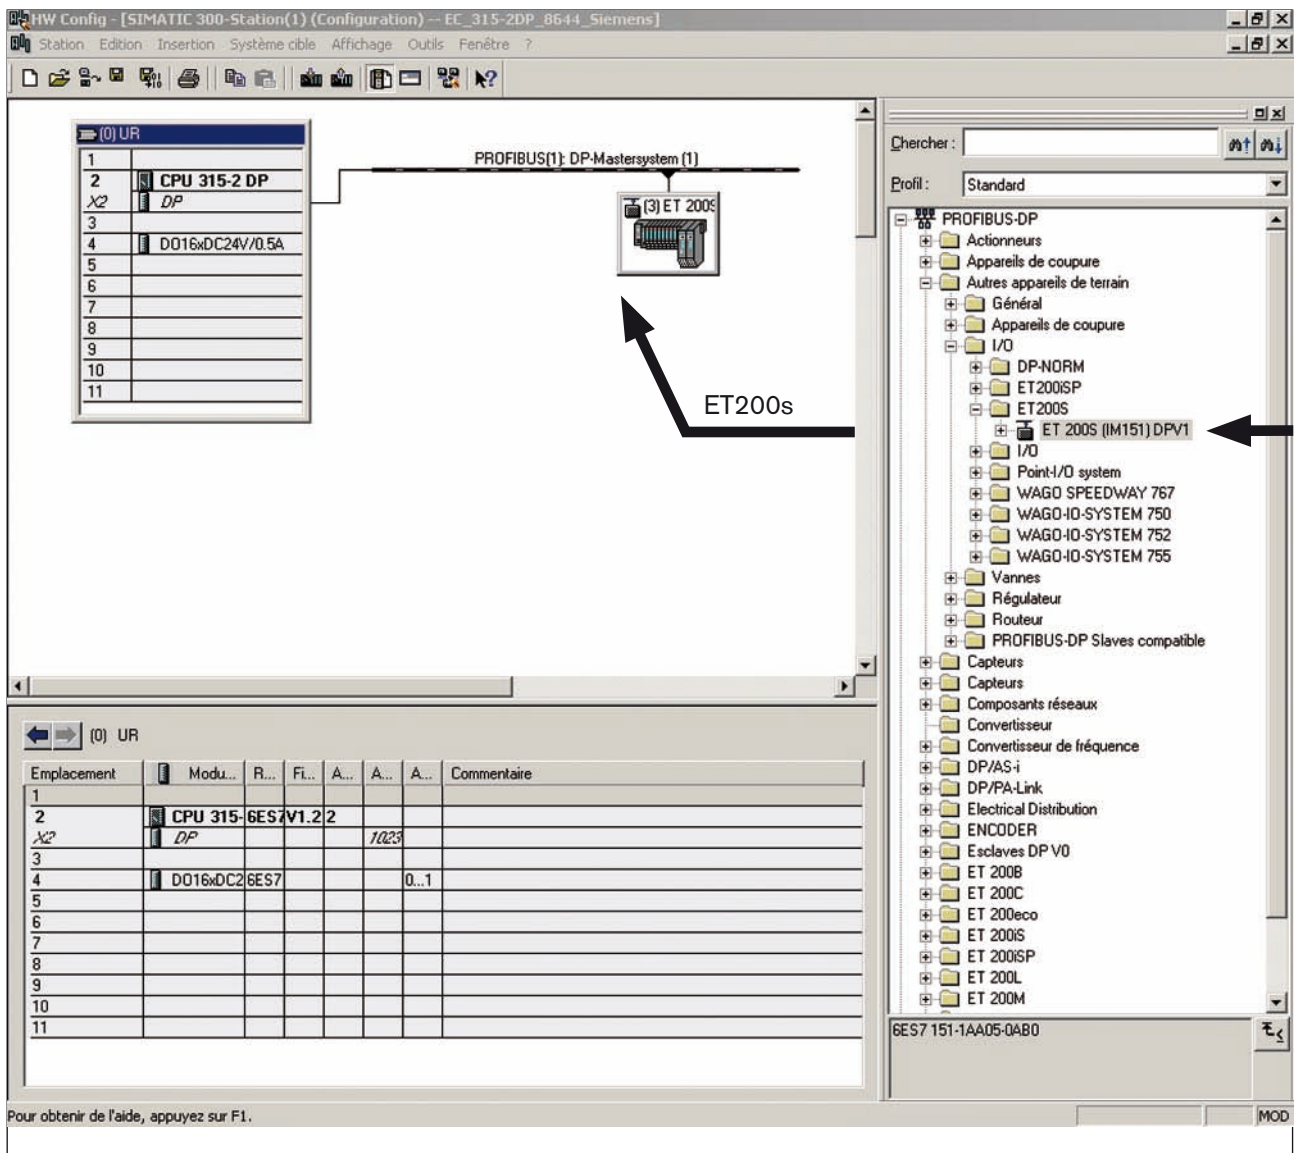 HW Config - [SIMATIC 300-Station(1) (Configuration) -- EC_315-2DP_8644_Siemens]
Station Edition Insertion Système cible Affichage Outils Fenêtre ?
(0) UR
1
2 CPU 315-2 DP
X2 DP
3
4 DO16xDC24V/0.5A
5
6
7
8
9
10
11
PROFIBUS(1): DP-Mastersystem (1)
(3) ET 200S
ET200s
Chercher :
Profil : Standard
PROFIBUS-DP
Actionneurs
Appareils de coupure
Autres appareils de terrain
Général
Appareils de coupure
I/O
DP-NORM
ET200iSP
ET200S
ET 200S (IM151) DPV1
I/O
Point-I/O system
WAGO SPEEDWAY 767
WAGO-IO-SYSTEM 750
WAGO-IO-SYSTEM 752
WAGO-IO-SYSTEM 755
Vannes
Régulateur
Routeur
PROFIBUS-DP Slaves compatible
Capteurs
Capteurs
Composants réseaux
Convertisseur
Convertisseur de fréquence
DP/AS-i
DP/PA-Link
Electrical Distribution
ENCODER
Esclaves DP V0
ET 200B
ET 200C
ET 200eco
ET 200iS
ET 200iSP
ET 200L
ET 200M
6ES7 151-1AA05-0AB0
(0) UR
Emplacement Modu... R... Fi... A... A... A... Commentaire
1
2 CPU 315- 6ES7 V1.2 2
X2 DP 1023
3
4 DO16xDC2 6ES7 0...1
5
6
7
8
9
10
11
Pour obtenir de l'aide, appuyez sur F1.
MOD